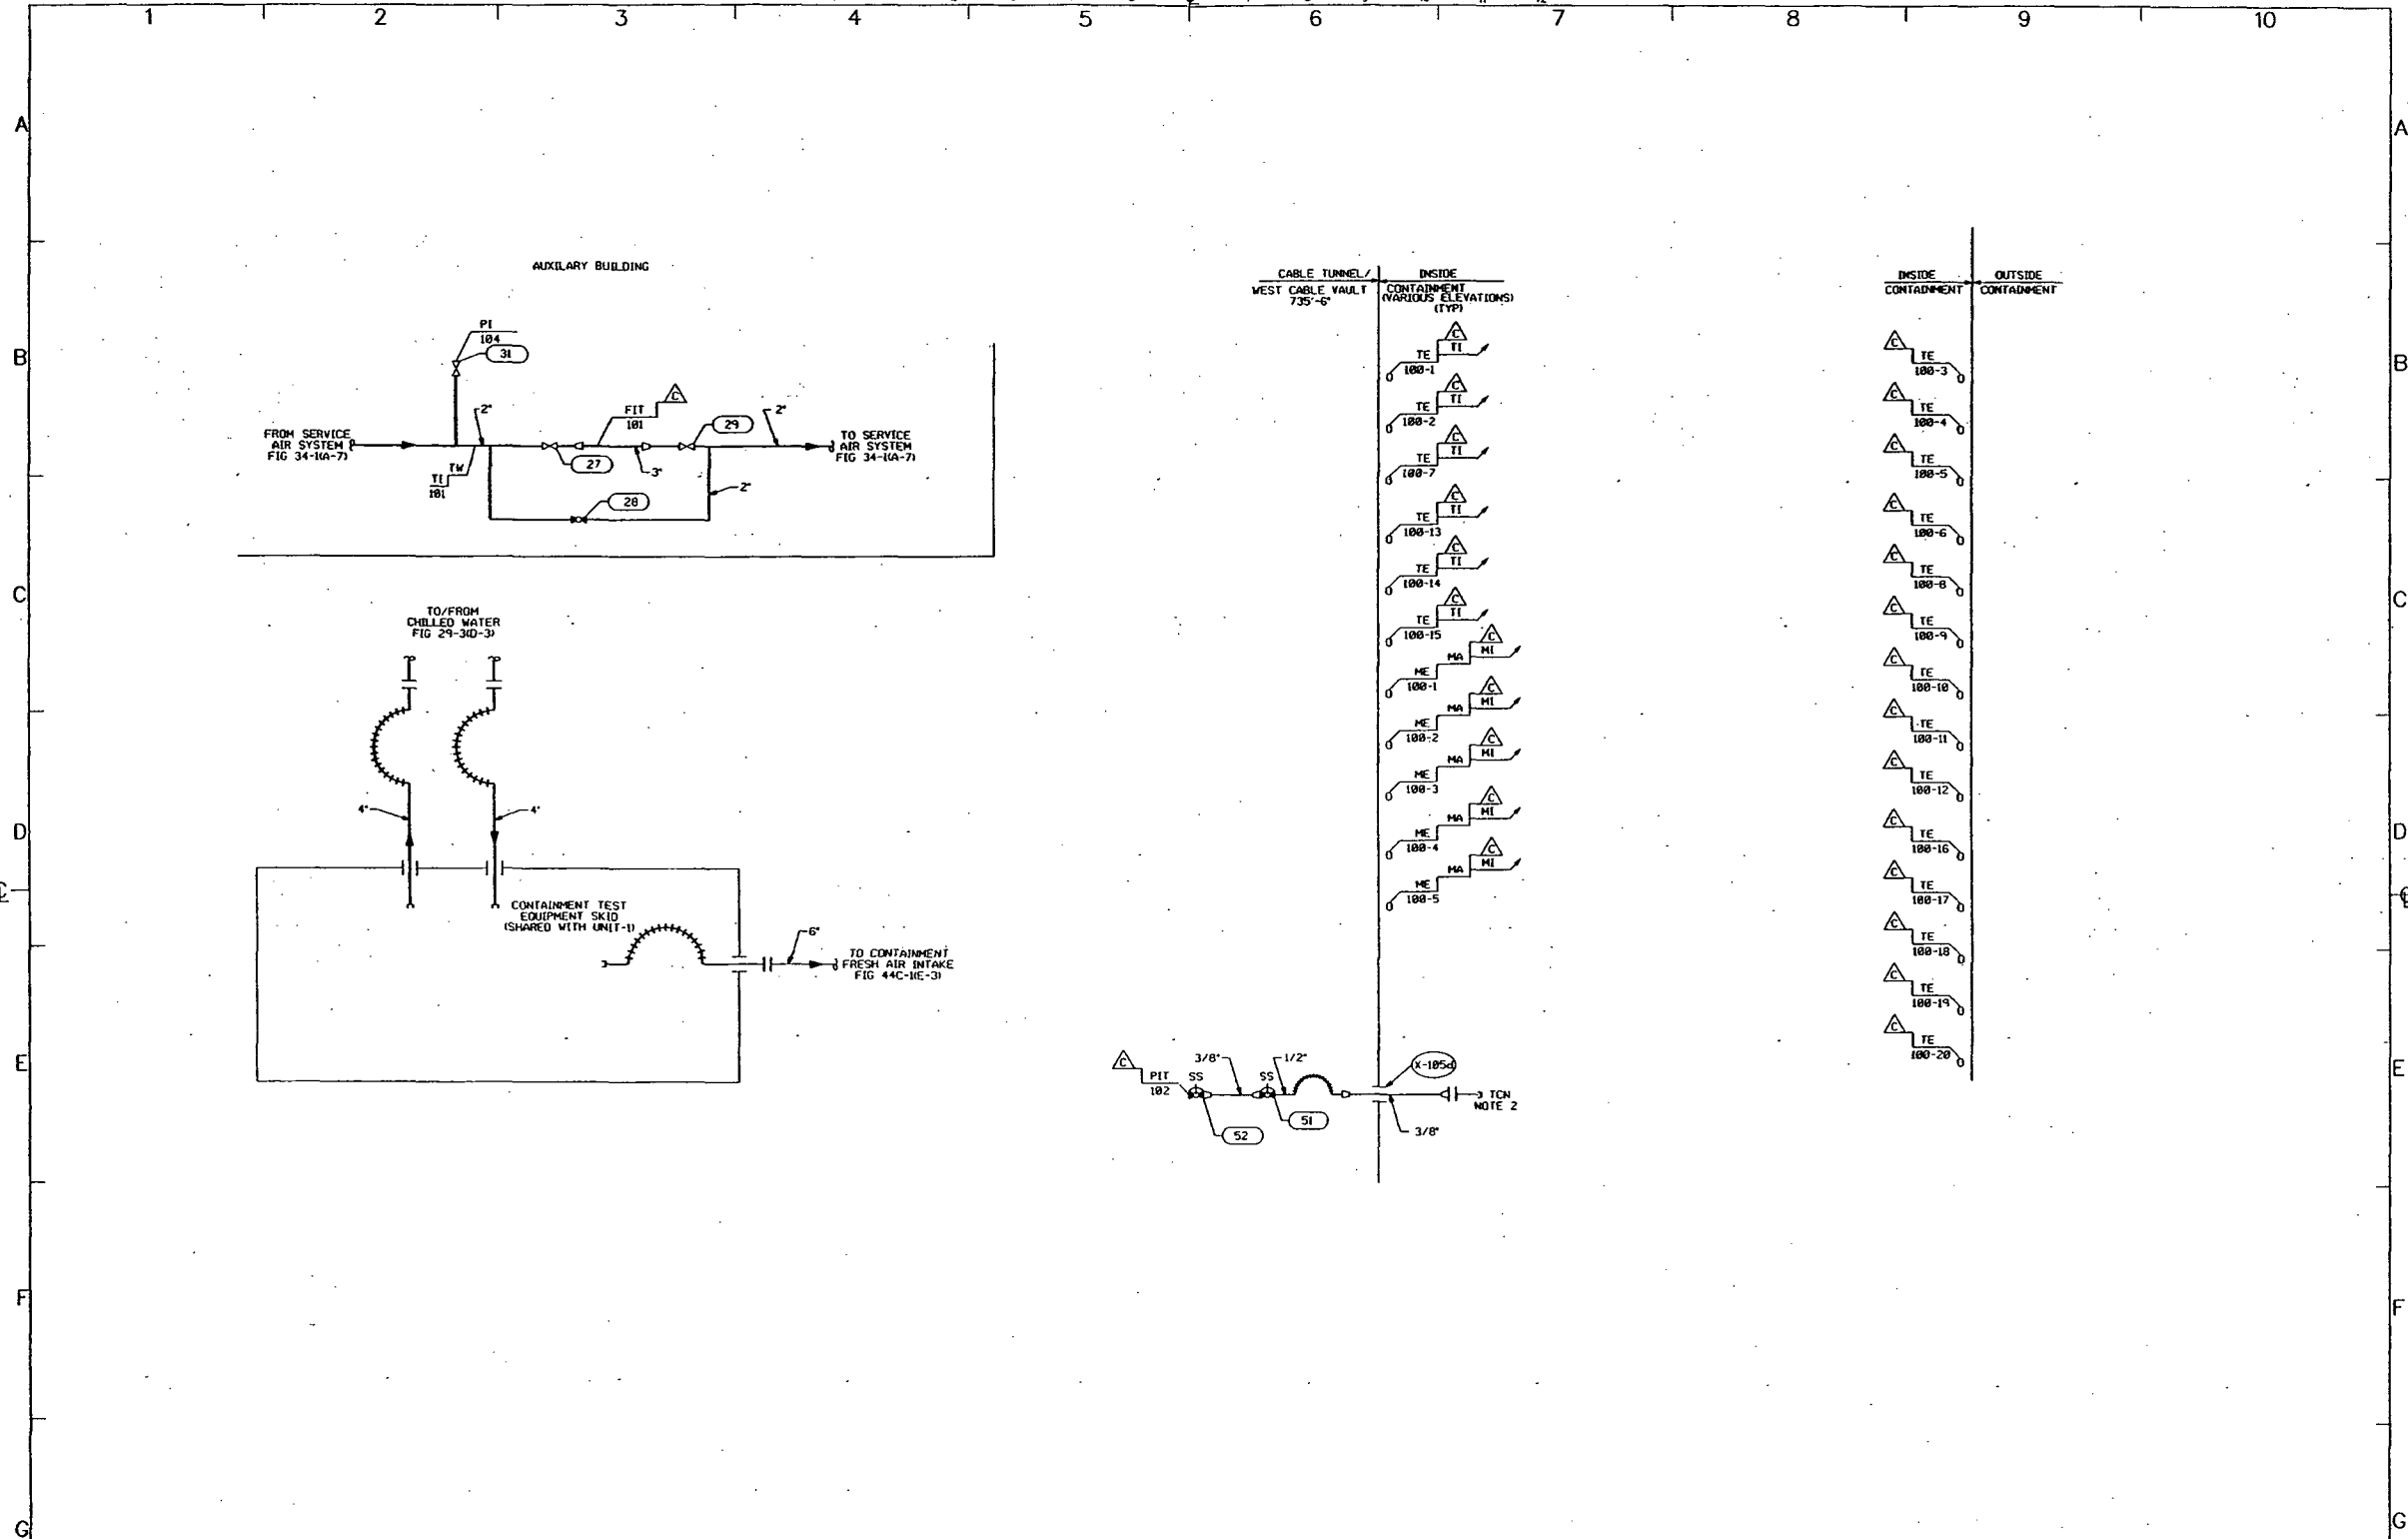 1 2 3 4 5 6 7 8 9 10
A
A
AUXILARY BUILDING
PI
104
31
B
2"
FIT
101
C
29
2"
FROM SERVICE
AIR SYSTEM
FIG 34-1(A-7)
TW
TI
101
27
3"
TO SERVICE
AIR SYSTEM
FIG 34-1(A-7)
28
2"
C
TO/FROM
CHILLED WATER
FIG 29-3(D-3)
4"
4"
D
CONTAINMENT TEST
EQUIPMENT SKID
(SHARED WITH UNIT-1)
6"
TO CONTAINMENT
FRESH AIR INTAKE
FIG 44C-1(E-3)
E
CABLE TUNNEL/
WEST CABLE VAULT
735'-6"
INSIDE
CONTAINMENT
(VARIOUS ELEVATIONS)
(TYP)
C
TE TI
100-1
C
TE TI
100-2
C
TE TI
100-7
C
TE TI
100-13
C
TE TI
100-14
C
TE TI
100-15
C
ME MA MI
100-1
C
ME MA MI
100-2
C
ME MA MI
100-3
C
ME MA MI
100-4
C
ME MA MI
100-5
C
PIT
102
SS
3/8"
SS
1/2"
X-105d
52
51
TCN
NOTE 2
3/8"
INSIDE
CONTAINMENT
OUTSIDE
CONTAINMENT
C
TE
100-3
C
TE
100-4
C
TE
100-5
C
TE
100-6
C
TE
100-8
C
TE
100-9
C
TE
100-10
C
TE
100-11
C
TE
100-12
C
TE
100-16
C
TE
100-17
C
TE
100-18
C
TE
100-19
C
TE
100-20
B
C
D
E
F
F
G
G